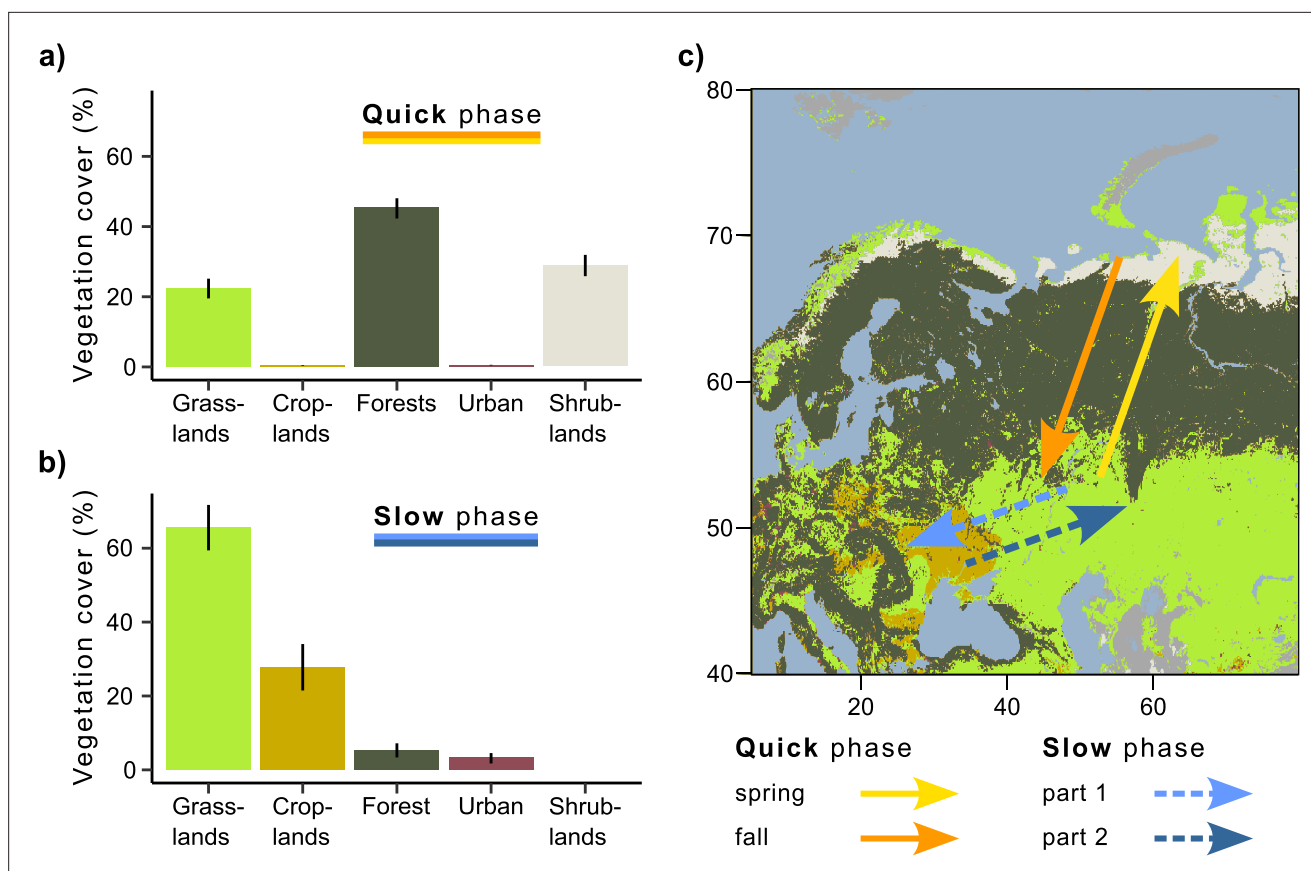 a)
Vegetation cover (%)
60
40
20
0
Quick phase
Grass-
lands
Crop-
lands
Forests
Urban
Shrub-
lands
b)
Vegetation cover (%)
60
40
20
0
Slow phase
Grass-
lands
Crop-
lands
Forest
Urban
Shrub-
lands
c)
80
70
60
50
40
20
40
60
Quick phase
spring
fall
Slow phase
part 1
part 2